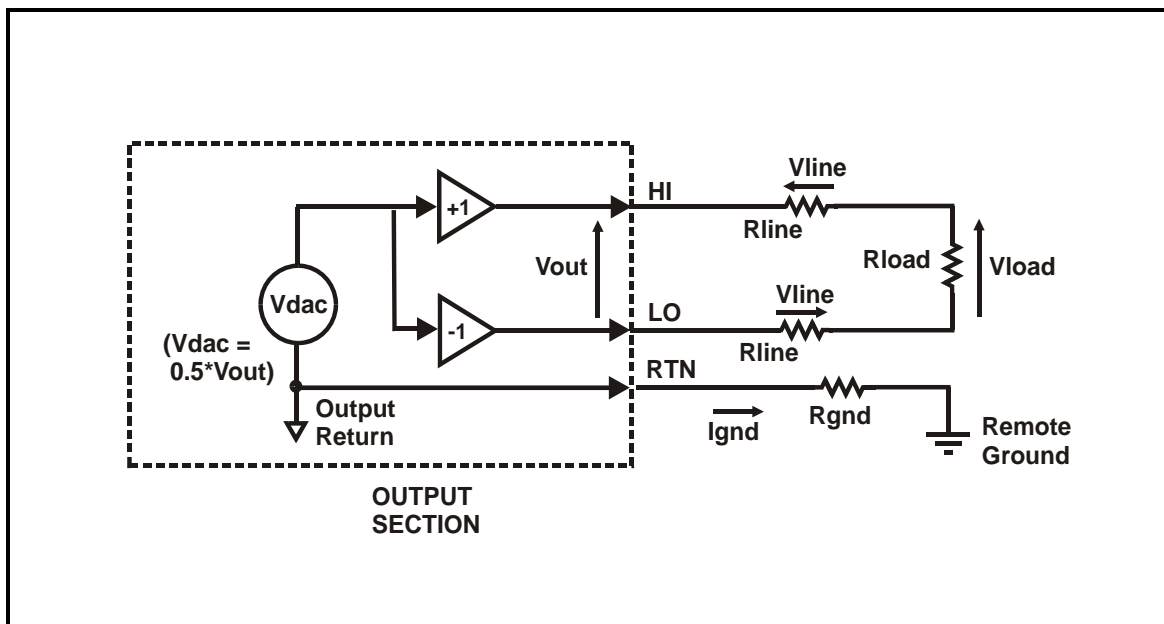 Vline
HI
+1
Rline
Vout
Rload
Vload
Vdac
Vline
LO
-1
(Vdac =
0.5*Vout)
Rline
RTN
Output
Return
Ignd
Rgnd
Remote
Ground
OUTPUT
SECTION